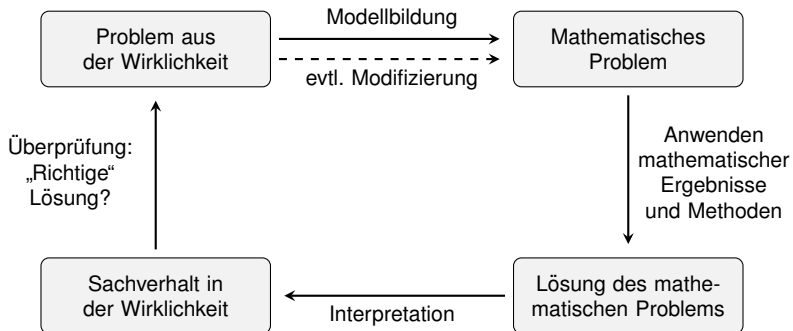 Problem aus
der Wirklichkeit
Modellbildung
evtl. Modifizierung
Mathematisches
Problem
Überprüfung:
„Richtige“
Lösung?
Anwenden
mathematischer
Ergebnisse
und Methoden
Sachverhalt in
der Wirklichkeit
Interpretation
Lösung des mathe-
matischen Problems